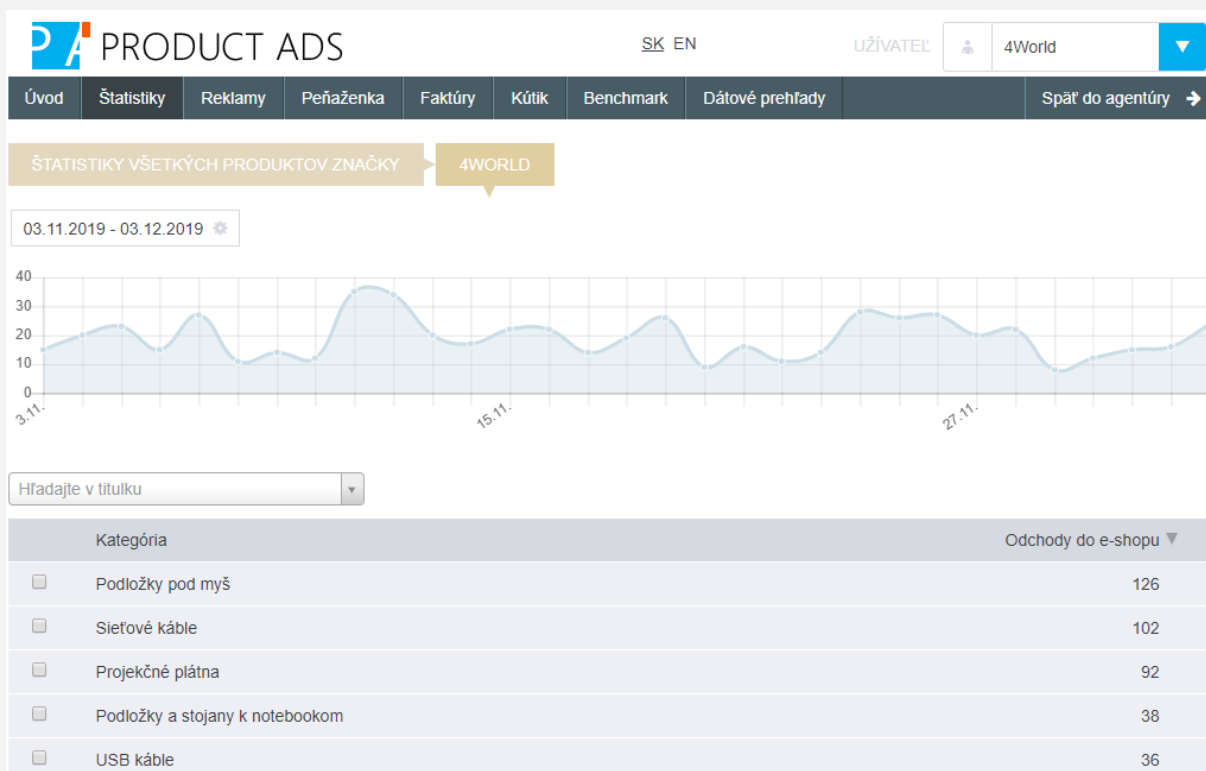 PA PRODUCT ADS SK EN UŽÍVATEĽ 4World
Úvod Štatistiky Reklamy Peňaženka Faktúry Kútik Benchmark Dátové prehľady Späť do agentúry
ŠTATISTIKY VŠETKÝCH PRODUKTOV ZNAČKY 4WORLD
03.11.2019 - 03.12.2019
40
30
20
10
0
3.11. 15.11. 27.11.
Hľadajte v titulku
Kategória Odchody do e-shopu
Podložky pod myš 126
Sieťové káble 102
Projekčné plátna 92
Podložky a stojany k notebookom 38
USB káble 36